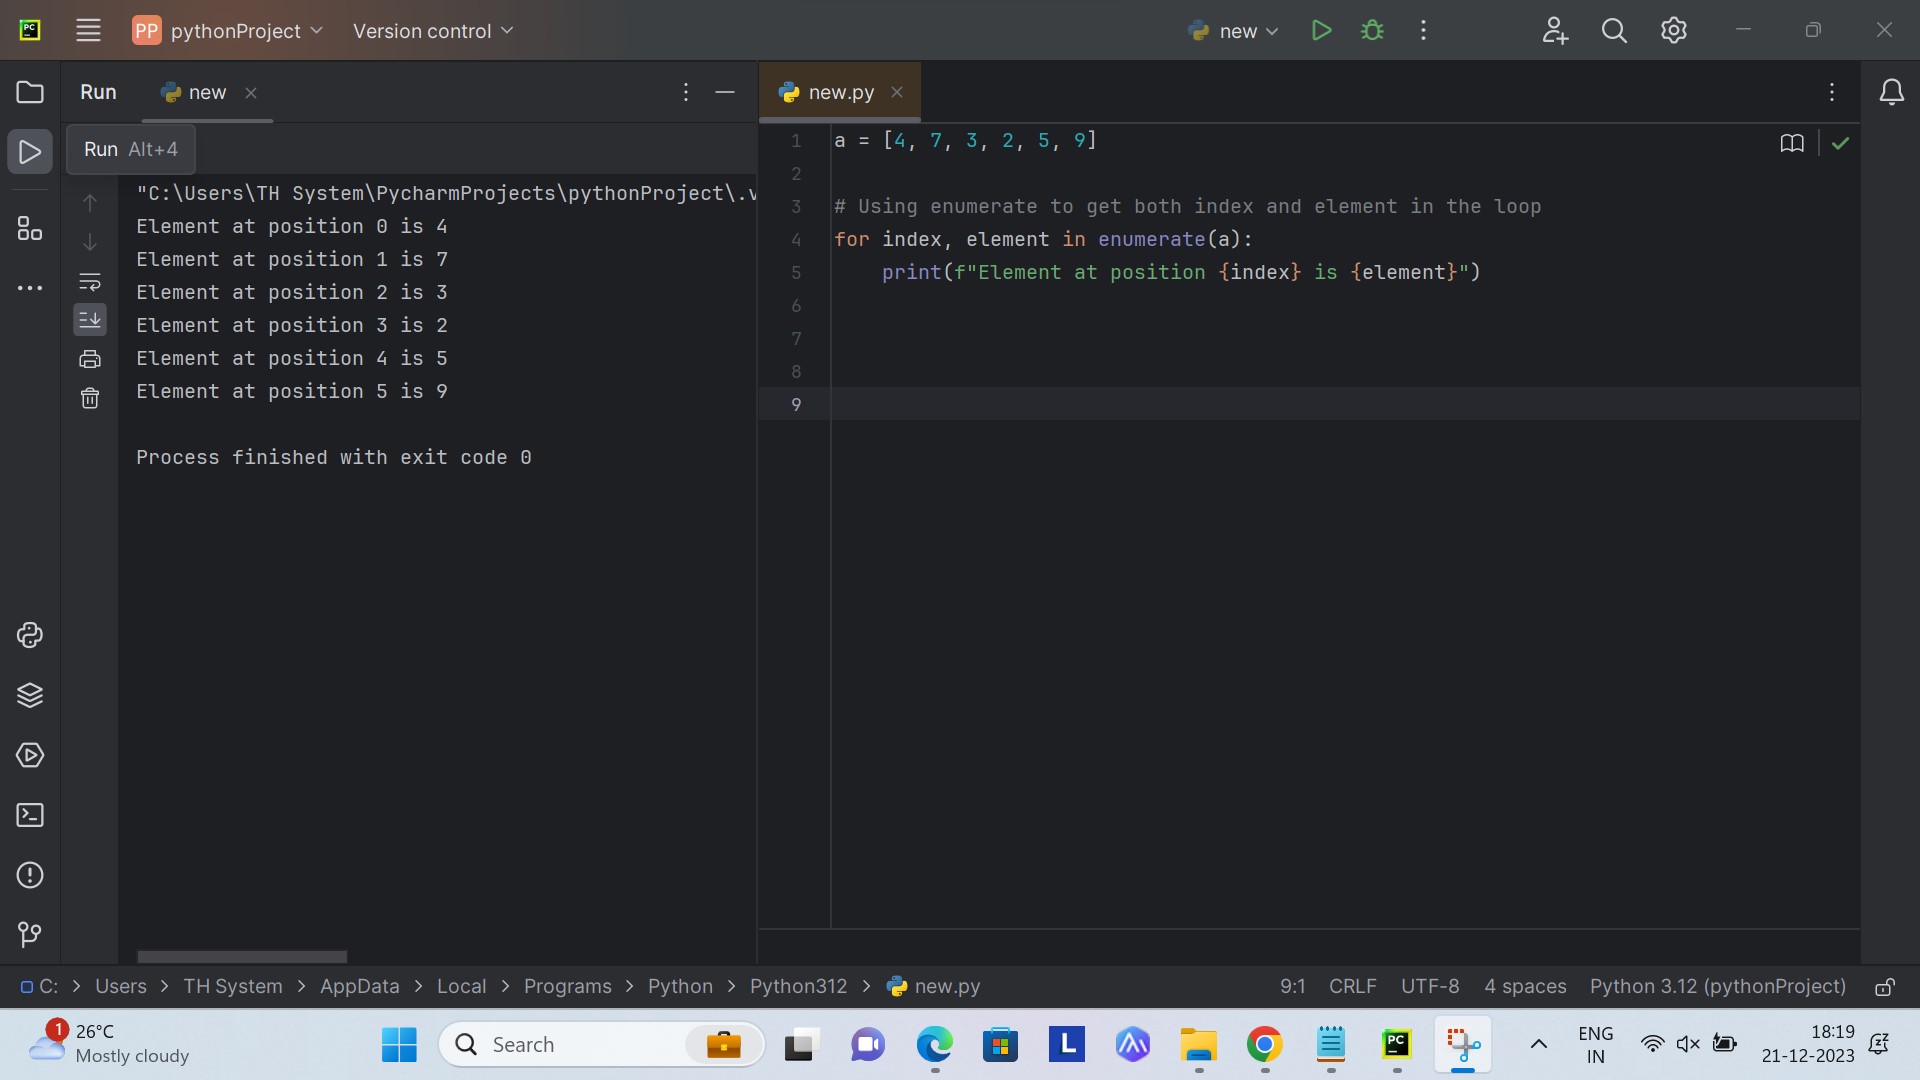 PC
PP pythonProject
Version control
new
Run
new
new.py
Run Alt+4
"C:\Users\TH System\PycharmProjects\pythonProject\.v
Element at position 0 is 4
Element at position 1 is 7
Element at position 2 is 3
Element at position 3 is 2
Element at position 4 is 5
Element at position 5 is 9
Process finished with exit code 0
1 a = [4, 7, 3, 2, 5, 9]
2
3 # Using enumerate to get both index and element in the loop
4 for index, element in enumerate(a):
5     print(f"Element at position {index} is {element}")
6
7
8
9
C: > Users > TH System > AppData > Local > Programs > Python > Python312 > new.py
9:1 CRLF UTF-8 4 spaces Python 3.12 (pythonProject)
1
26°C
Mostly cloudy
Search
L
PC
ENG
IN
18:19
21-12-2023